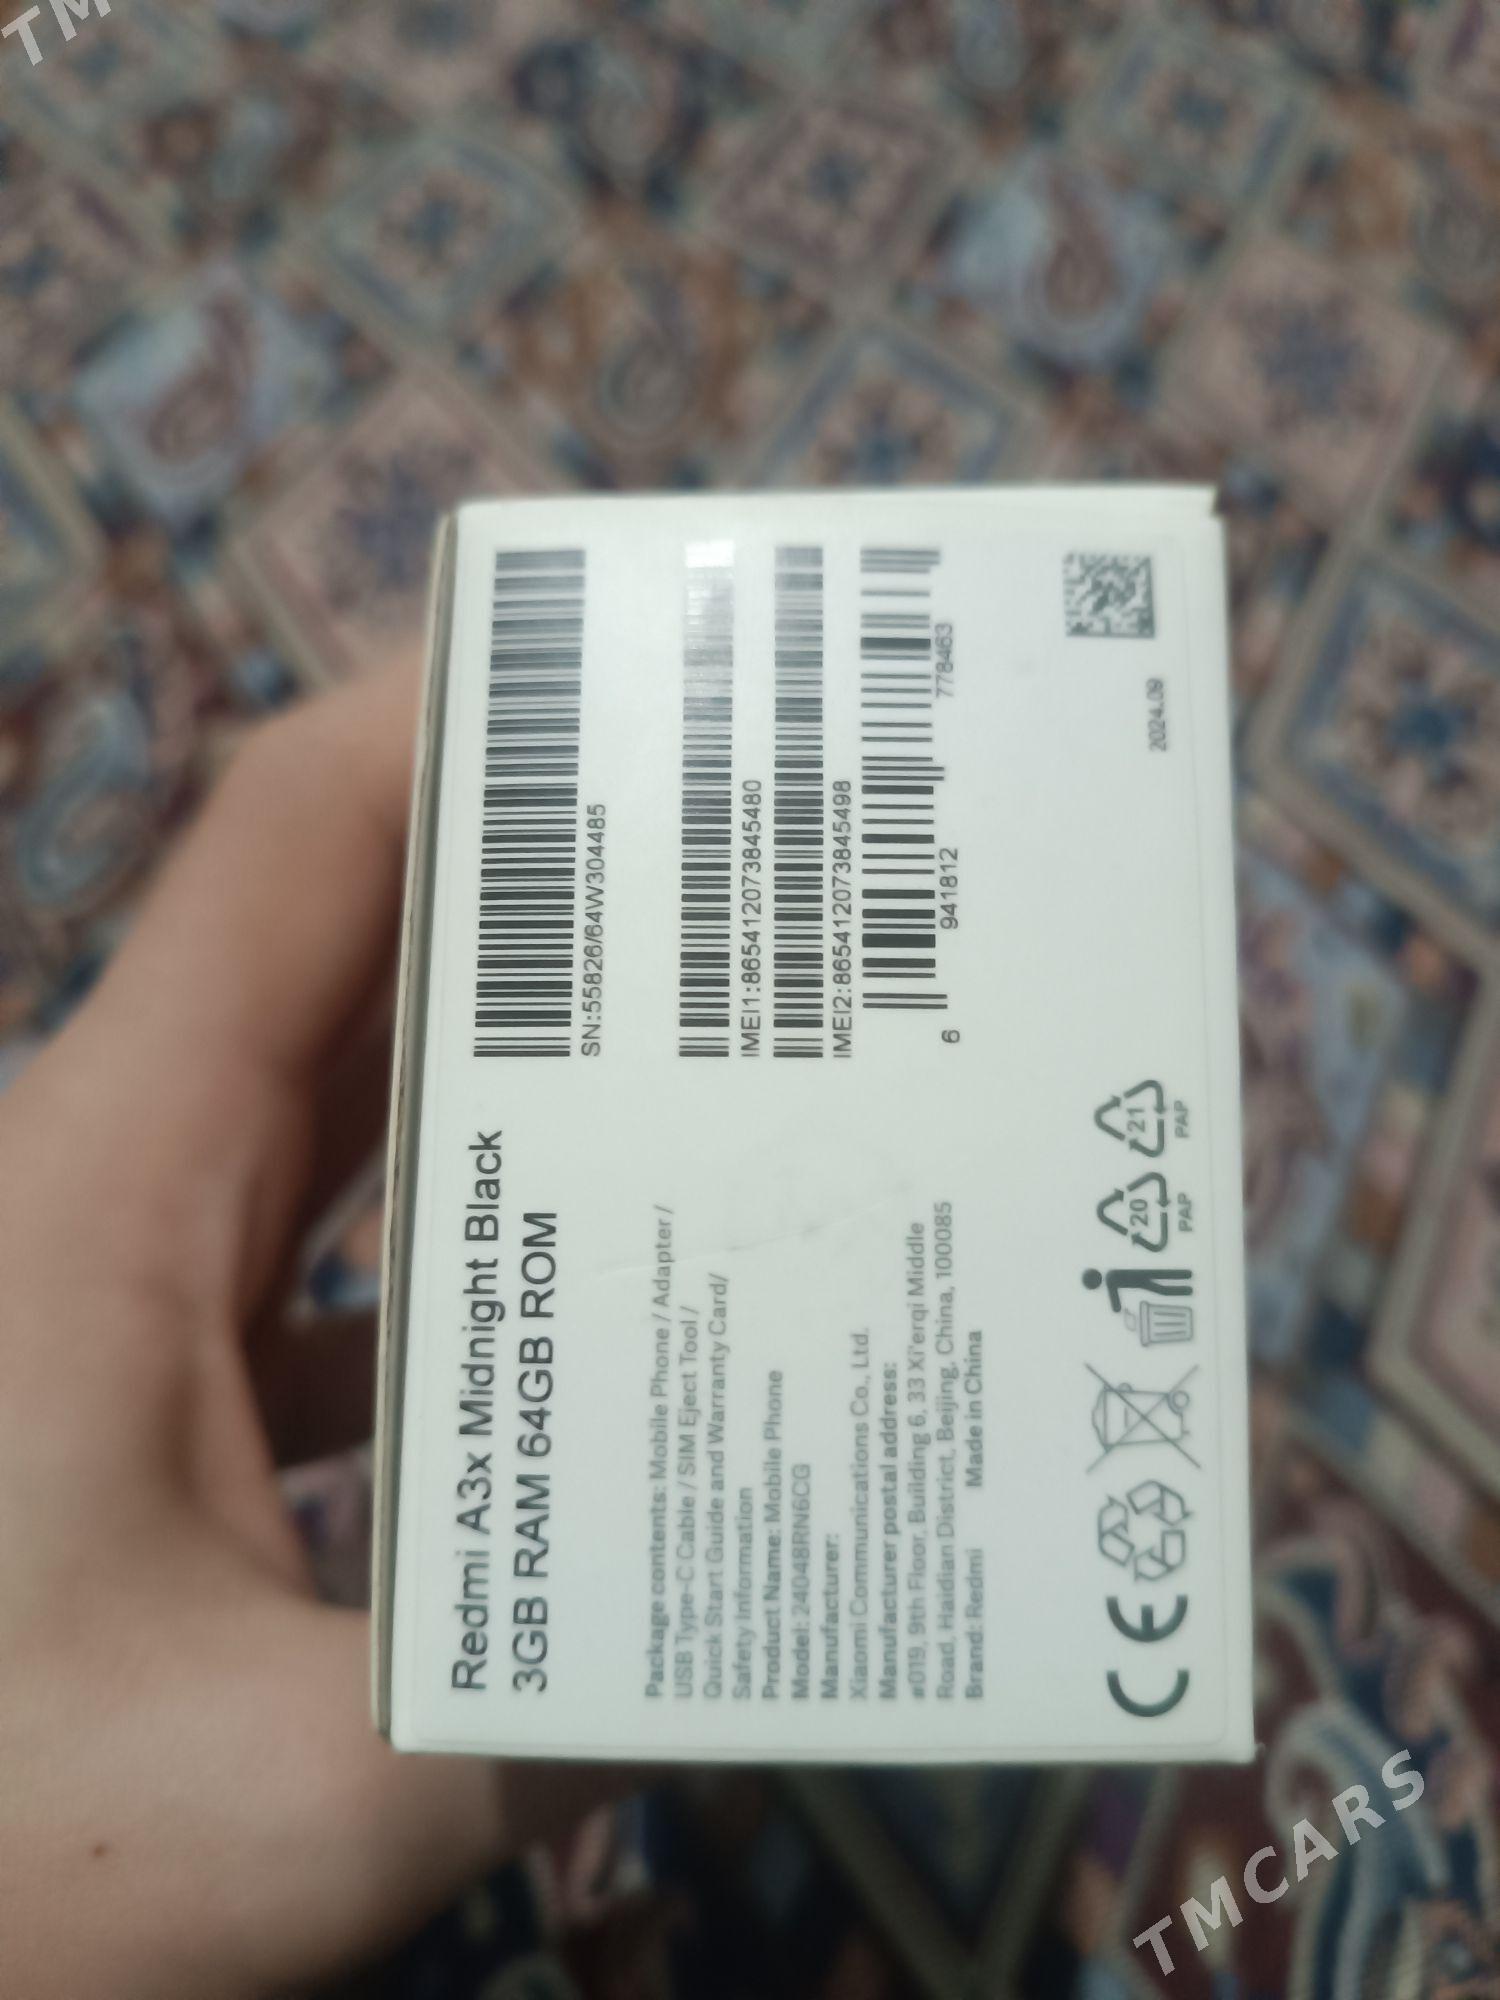 Redmi A3x Midnight Black
3GB RAM 64GB ROM
Package contents: Mobile Phone / Adapter /
USB Type-C Cable / SIM Eject Tool /
Quick Start Guide and Warranty Card/
Safety Information
Product Name: Mobile Phone
Model: 24048RN6CG
Manufacturer:
Xiaomi Communications Co., Ltd.
Manufacturer postal address:
#019, 9th Floor, Building 6, 33 Xi'erqi Middle
Road, Haidian District, Beijing, China, 100085
Brand: Redmi Made in China
SN:55826/64W304485
IMEI1:865412073845480
IMEI2:865412073845498
6 941812 778463
CE
20
PAP
21
PAP
2024.09
TMCARS
TM